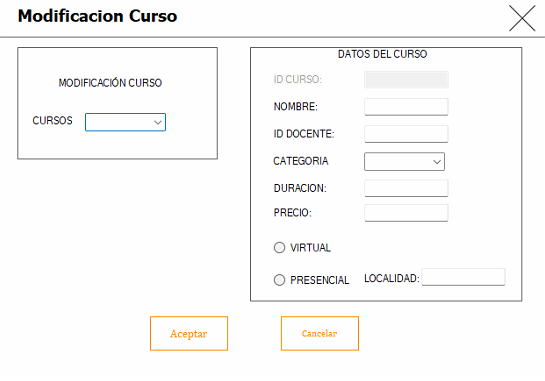 Modificacion Curso
MODIFICACIÓN CURSO
CURSOS
DATOS DEL CURSO
ID CURSO:
NOMBRE:
ID DOCENTE:
CATEGORIA
DURACION:
PRECIO:
VIRTUAL
PRESENCIAL LOCALIDAD:
Aceptar Cancelar